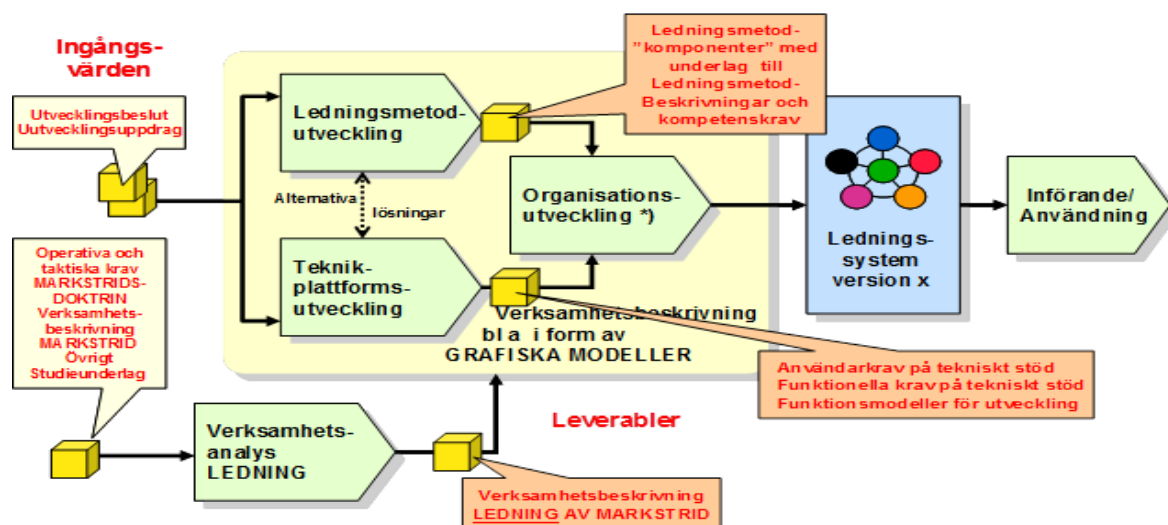 Ingångs-
värden
Utvecklingsbeslut
Uutvecklingsuppdrag
Ledningsmetod-
utveckling
Ledningsmetod-
”komponenter” med
underlag till
Ledningsmetod-
Beskrivningar och
kompetenskrav
Alternativa
lösningar
Organisations-
utveckling *)
Lednings-
system
version x
Införande/
Användning
Operativa och
taktiska krav
MARKSTRIDS-
DOKTRIN
Verksamhets-
beskrivning
MARKSTRID
Övrigt
Studieunderlag
Teknik-
plattforms-
utveckling
Verksamhetsbeskrivning
bl a i form av
GRAFISKA MODELLER
Användarkrav på tekniskt stöd
Funktionella krav på tekniskt stöd
Funktionsmodeller för utveckling
Leverabler
Verksamhets-
analys
LEDNING
Verksamhetsbeskrivning
LEDNING AV MARKSTRID